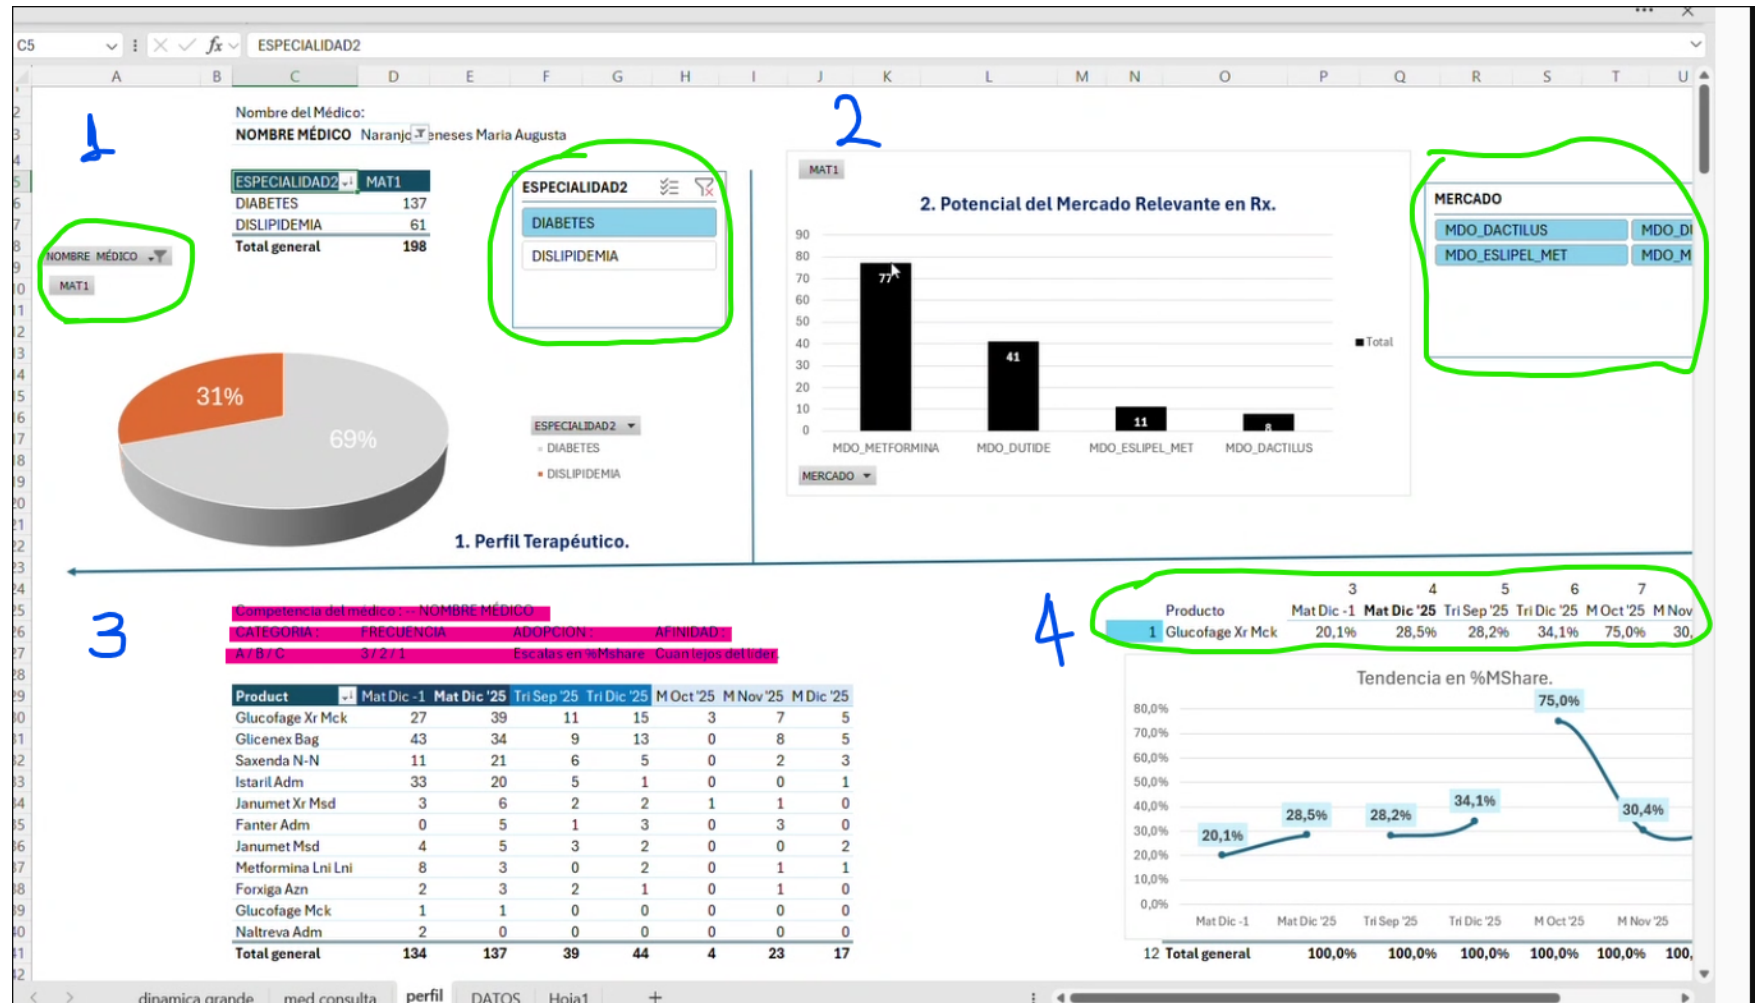 C5 fx ESPECIALIDAD2
A B C D E F G H I J K L M N O P Q R S T U
1
Nombre del Médico:
NOMBRE MÉDICO Naranjo eneses Maria Augusta
ESPECIALIDAD2 MAT1
DIABETES 137
DISLIPIDEMIA 61
Total general 198
NOMBRE MÉDICO
MAT1
ESPECIALIDAD2
DIABETES
DISLIPIDEMIA
31%
69%
ESPECIALIDAD2
DIABETES
DISLIPIDEMIA
1. Perfil Terapéutico.
2
MAT1
2. Potencial del Mercado Relevante en Rx.
90
80
70
60
50
40
30
20
10
0
77
41
11
8
Total
MDO_METFORMINA MDO_DUTIDE MDO_ESLIPEL_MET MDO_DACTILUS
MERCADO
MERCADO
MDO_DACTILUS
MDO_ESLIPEL_MET MDO_M
3
Competencia del médico : -- NOMBRE MÉDICO
CATEGORIA : FRECUENCIA ADOPCION : AFINIDAD :
A / B / C 3 / 2 / 1 Escalas en %Mshare Cuan lejos del lider.
Product Mat Dic -1 Mat Dic '25 Tri Sep '25 Tri Dic '25 M Oct '25 M Nov '25 M Dic '25
Glucofage Xr Mck 27 39 11 15 3 7 5
Glicenex Bag 43 34 9 13 0 8 5
Saxenda N-N 11 21 6 5 0 2 3
Istaril Adm 33 20 5 1 0 0 1
Janumet Xr Msd 3 6 2 2 1 1 0
Fanter Adm 0 5 1 3 0 3 0
Janumet Msd 4 5 3 2 0 0 2
Metformina Lni Lni 8 3 0 2 0 1 1
Forxiga Azn 2 3 2 1 0 1 0
Glucofage Mck 1 1 0 0 0 0 0
Naltreva Adm 2 0 0 0 0 0 0
Total general 134 137 39 44 4 23 17
4
3 4 5 6 7
Producto Mat Dic -1 Mat Dic '25 Tri Sep '25 Tri Dic '25 M Oct '25 M Nov
1 Glucofage Xr Mck 20,1% 28,5% 28,2% 34,1% 75,0% 30,
Tendencia en %MShare.
80,0%
70,0%
60,0%
50,0%
40,0%
30,0%
20,0%
10,0%
0,0%
20,1%
28,5%
28,2%
34,1%
75,0%
30,4%
Mat Dic -1 Mat Dic '25 Tri Sep '25 Tri Dic '25 M Oct '25 M Nov '25
12 Total general 100,0% 100,0% 100,0% 100,0% 100,0% 100,
dinamica grande med consulta perfil DATOS Hoja1 +